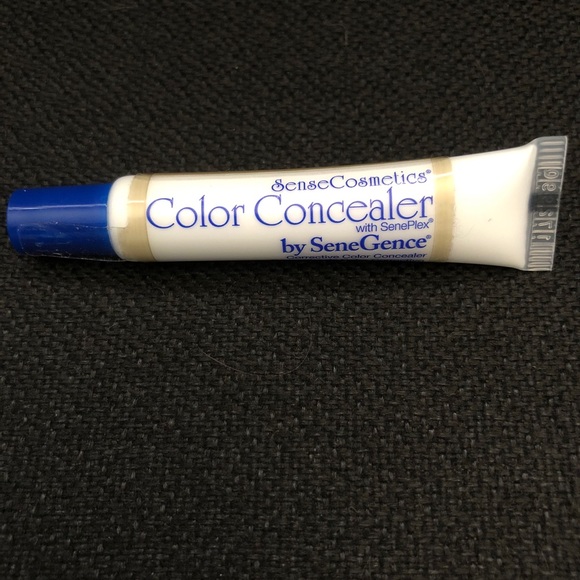 SenseCosmetics®
Color Concealer
with SenePlex®
by SeneGence®
Corrective Color Concealer